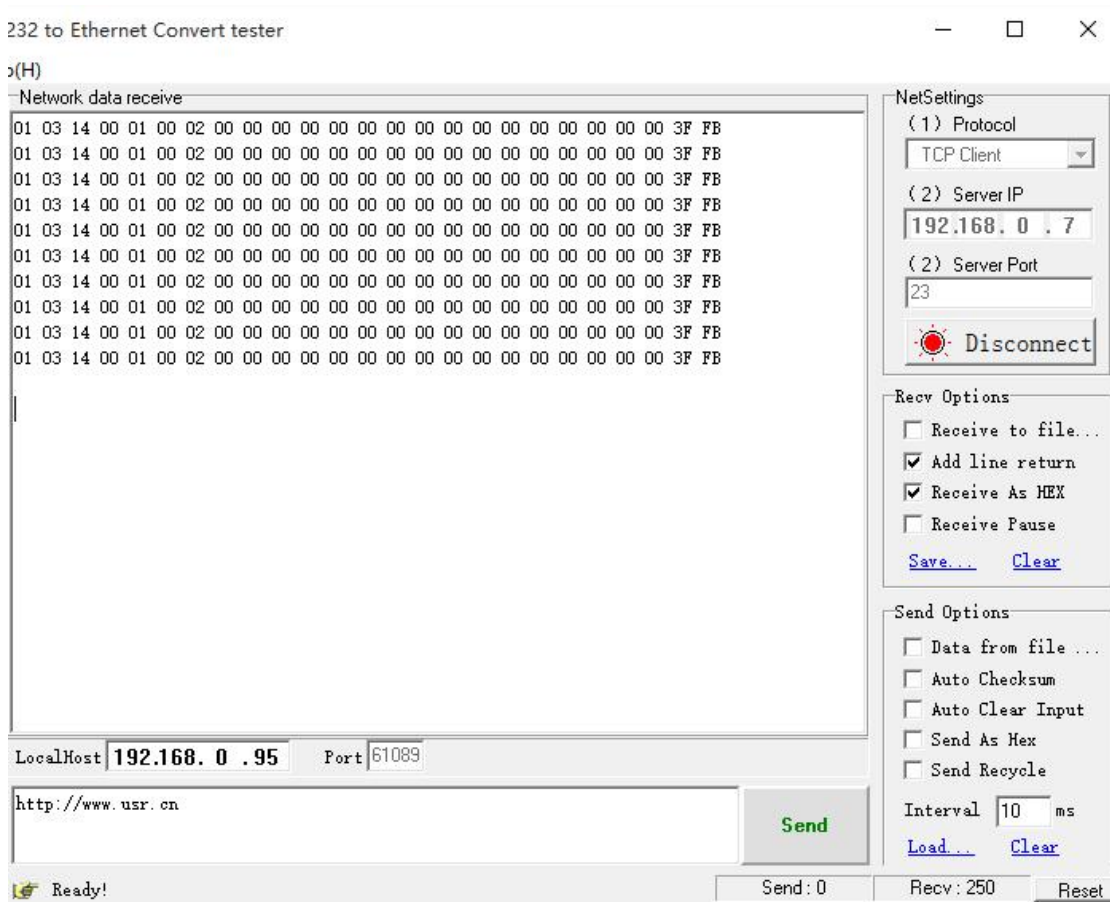 232 to Ethernet Convert tester
(H)
Network data receive
01 03 14 00 01 00 02 00 00 00 00 00 00 00 00 00 00 00 00 00 00 00 00 3F FB
01 03 14 00 01 00 02 00 00 00 00 00 00 00 00 00 00 00 00 00 00 00 00 3F FB
01 03 14 00 01 00 02 00 00 00 00 00 00 00 00 00 00 00 00 00 00 00 00 3F FB
01 03 14 00 01 00 02 00 00 00 00 00 00 00 00 00 00 00 00 00 00 00 00 3F FB
01 03 14 00 01 00 02 00 00 00 00 00 00 00 00 00 00 00 00 00 00 00 00 3F FB
01 03 14 00 01 00 02 00 00 00 00 00 00 00 00 00 00 00 00 00 00 00 00 3F FB
01 03 14 00 01 00 02 00 00 00 00 00 00 00 00 00 00 00 00 00 00 00 00 3F FB
01 03 14 00 01 00 02 00 00 00 00 00 00 00 00 00 00 00 00 00 00 00 00 3F FB
01 03 14 00 01 00 02 00 00 00 00 00 00 00 00 00 00 00 00 00 00 00 00 3F FB
01 03 14 00 01 00 02 00 00 00 00 00 00 00 00 00 00 00 00 00 00 00 00 3F FB
LocalHost 192.168. 0 .95 Port 61089
http://www.usr.cn
Send
Ready!
Send : 0
Recv : 250
Reset
NetSettings
(1) Protocol
TCP Client
(2) Server IP
192.168. 0 . 7
(2) Server Port
23
Disconnect
Recv Options
Receive to file...
Add line return
Receive As HEX
Receive Pause
Save... Clear
Send Options
Data from file ...
Auto Checksum
Auto Clear Input
Send As Hex
Send Recycle
Interval 10 ms
Load... Clear